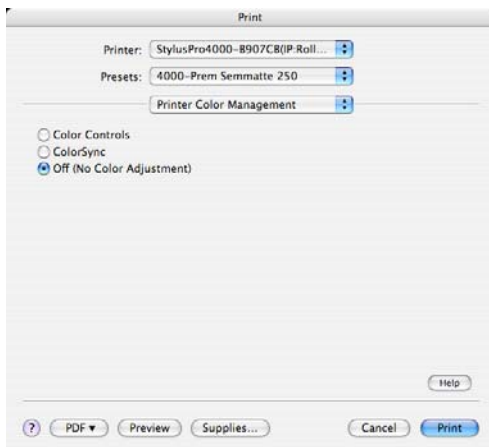 Print
Printer: StylusPro4000-B907CB(IP:Roll...
Presets: 4000-Prem Semmatte 250
Printer Color Management
Color Controls
ColorSync
Off (No Color Adjustment)
Help
? PDF ▼ Preview Supplies... Cancel Print